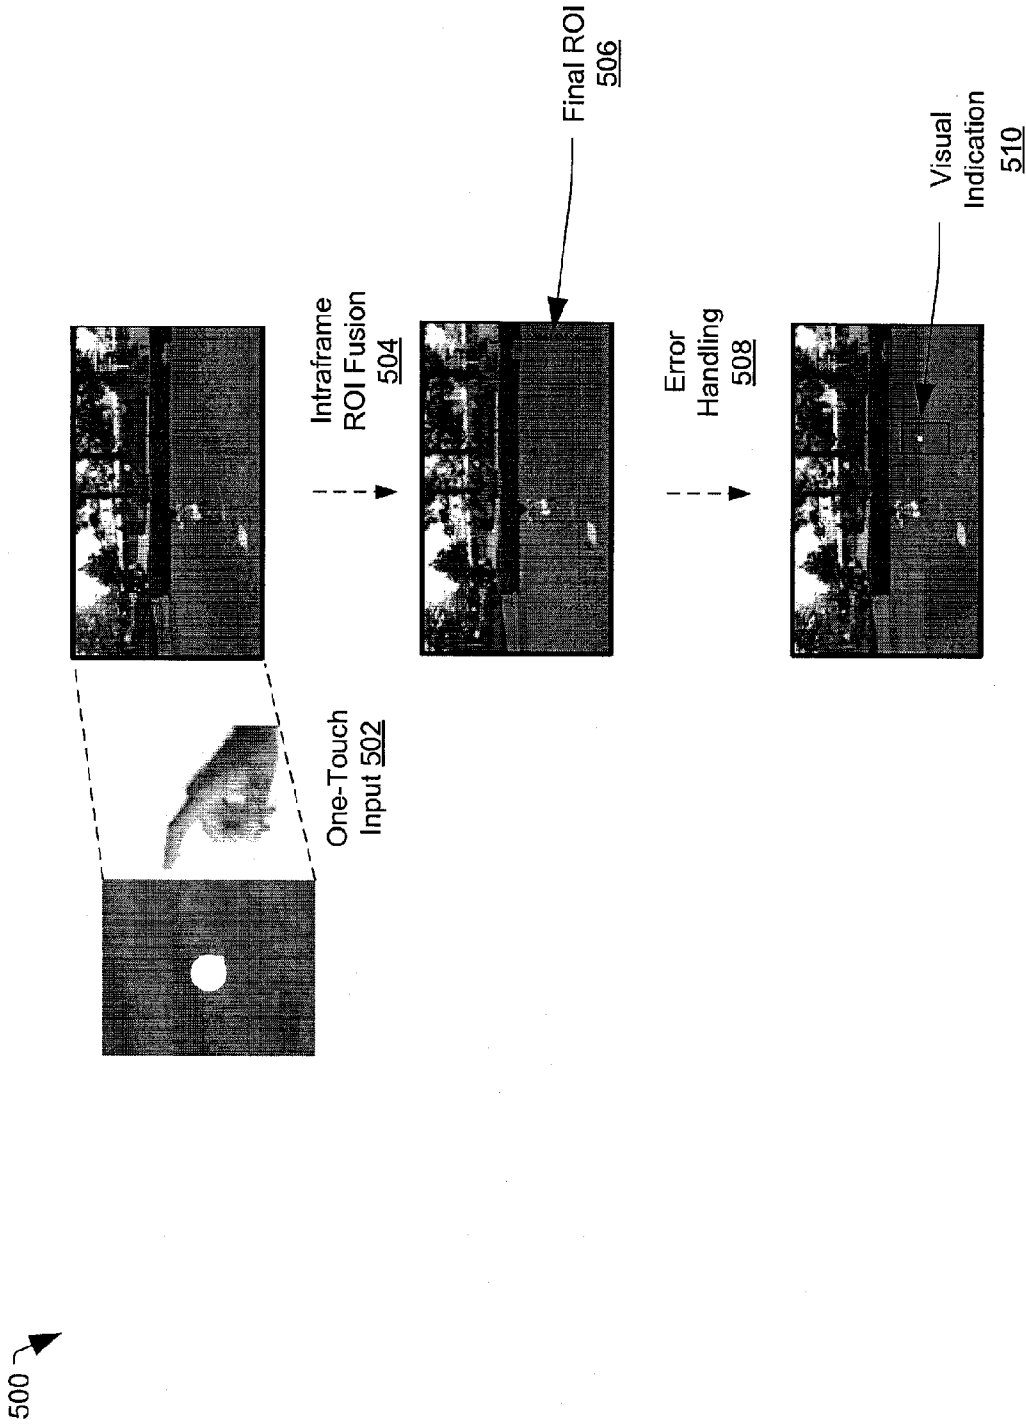 500
One-Touch
Input 502
Intraframe
ROI Fusion
504
Final ROI
506
Error
Handling
508
Visual
Indication
510